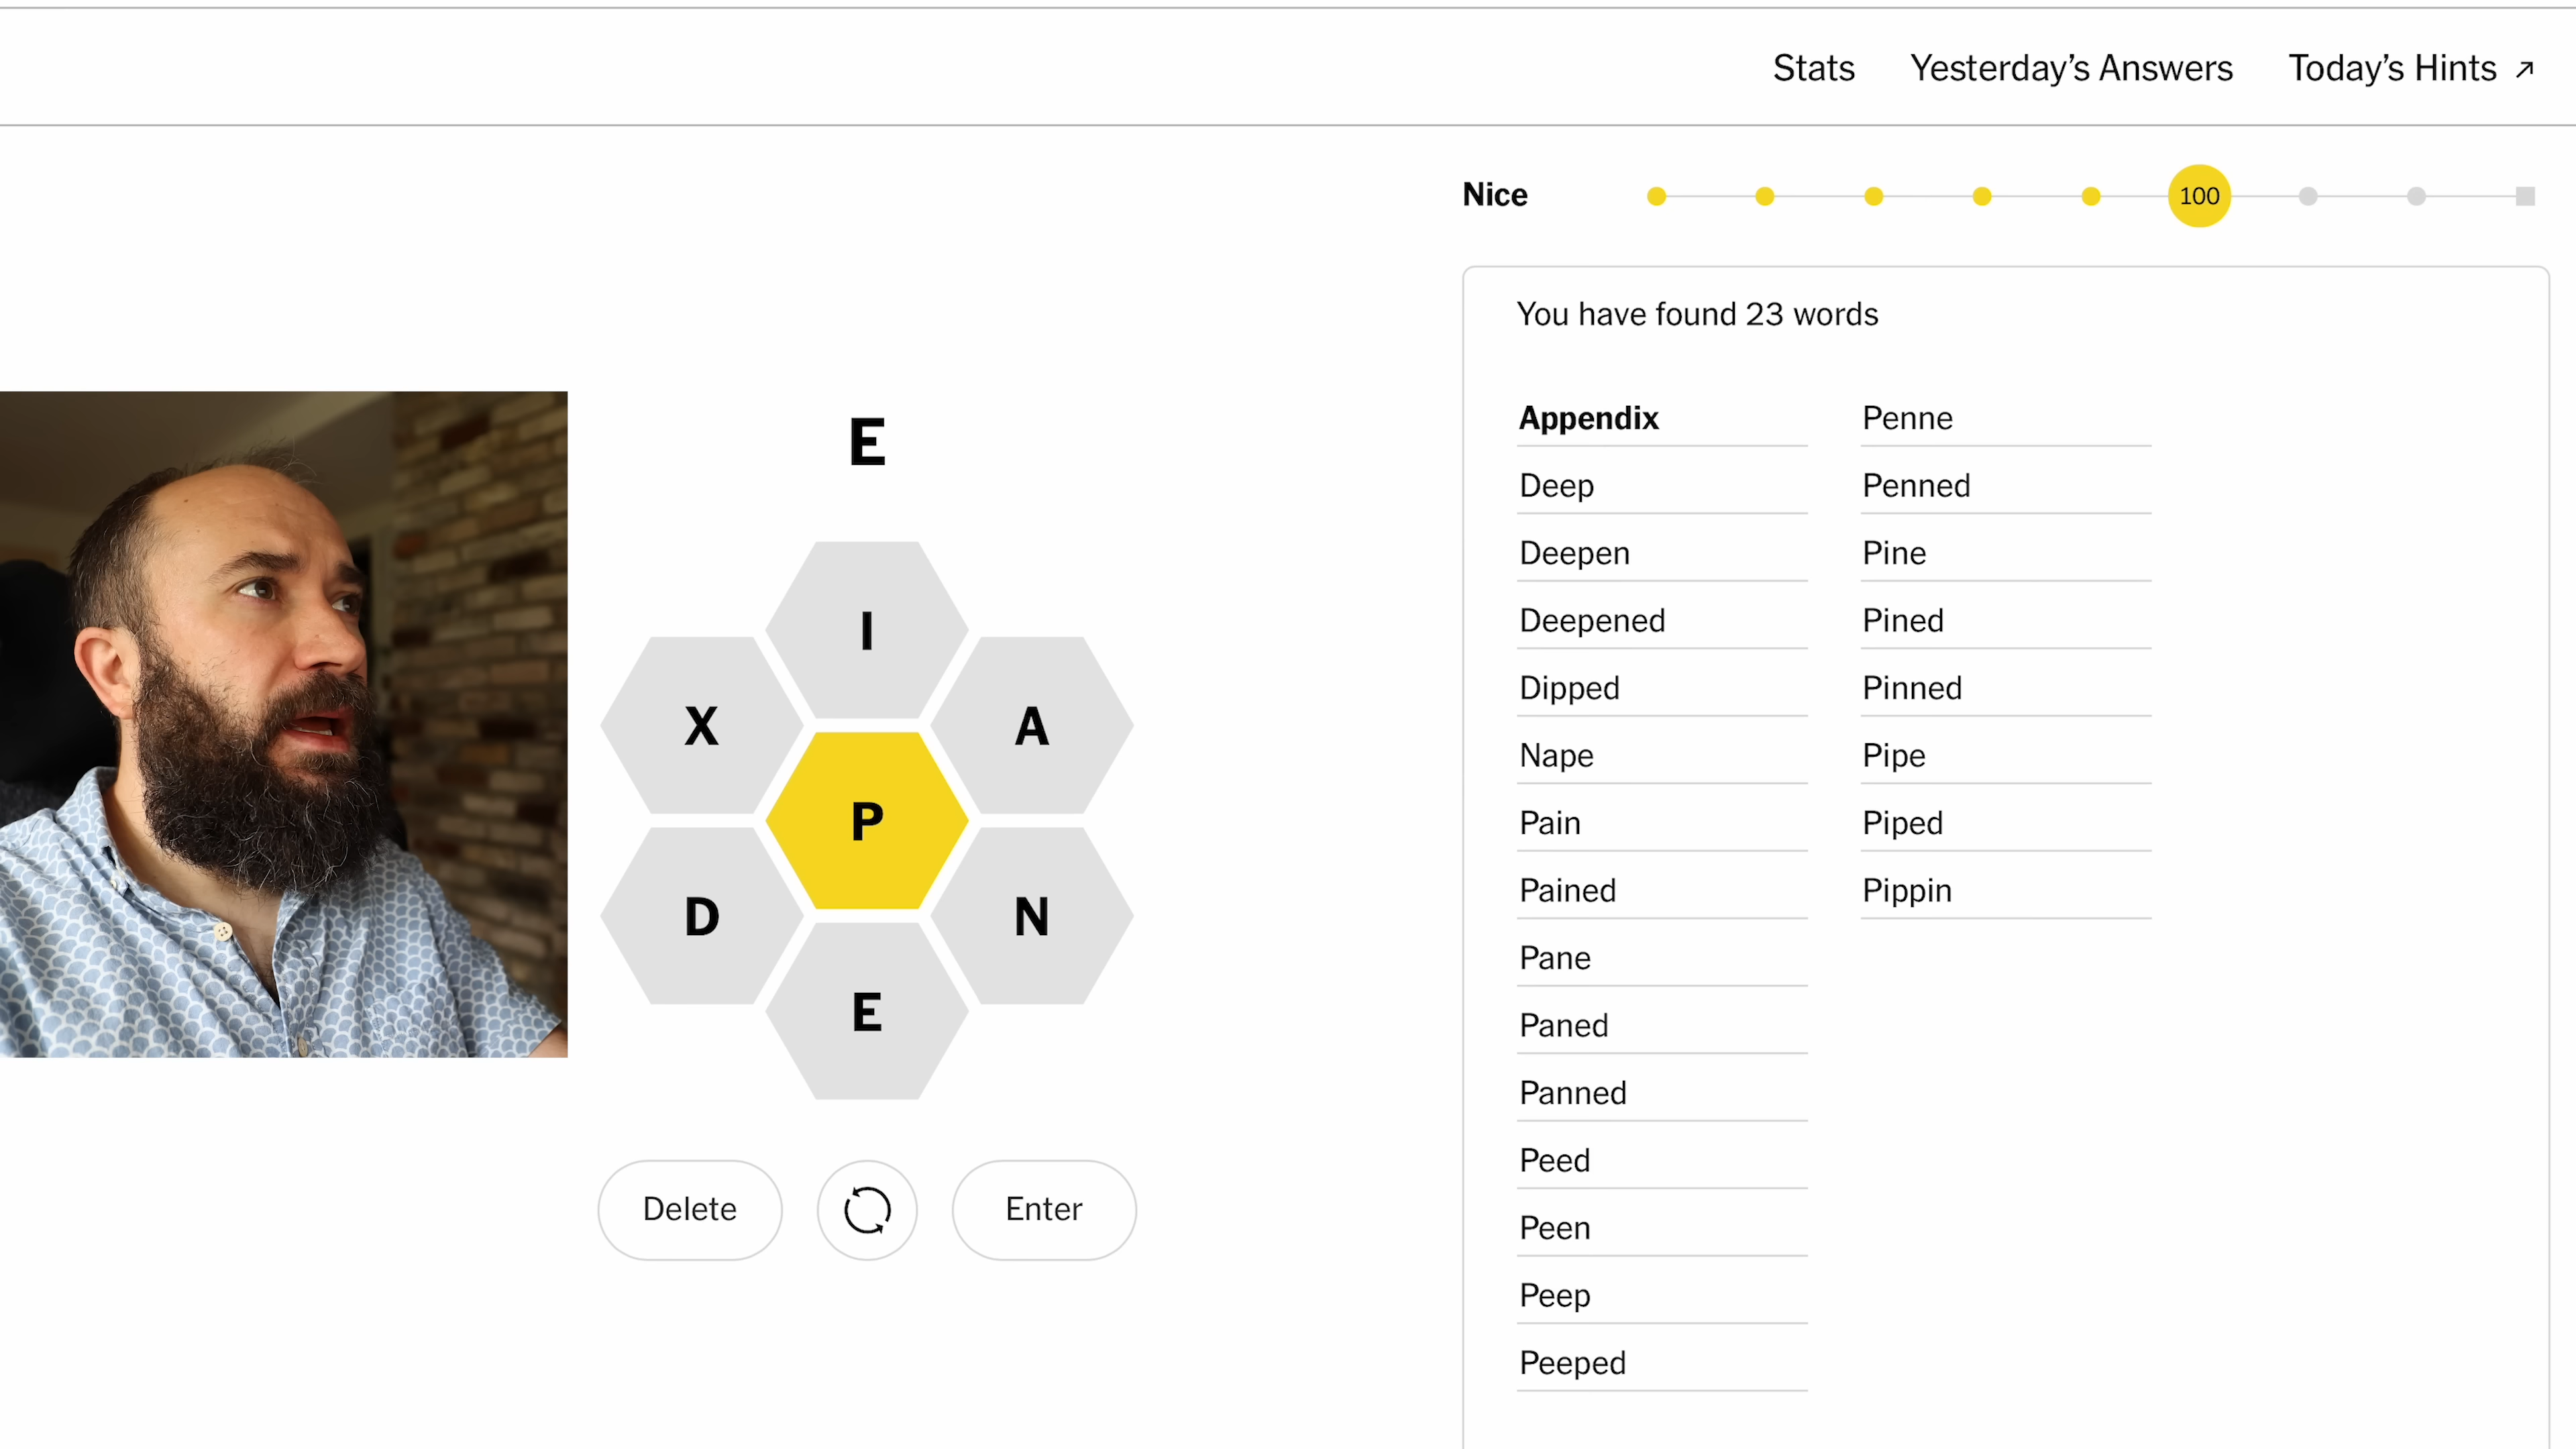 Stats Yesterday's Answers Today's Hints ↗
Nice 100
You have found 23 words
E
I
X A
P
D N
E
Delete Enter
Appendix
Deep
Deepen
Deepened
Dipped
Nape
Pain
Pained
Pane
Paned
Panned
Peed
Peen
Peep
Peeped
Penne
Penned
Pine
Pined
Pinned
Pipe
Piped
Pippin